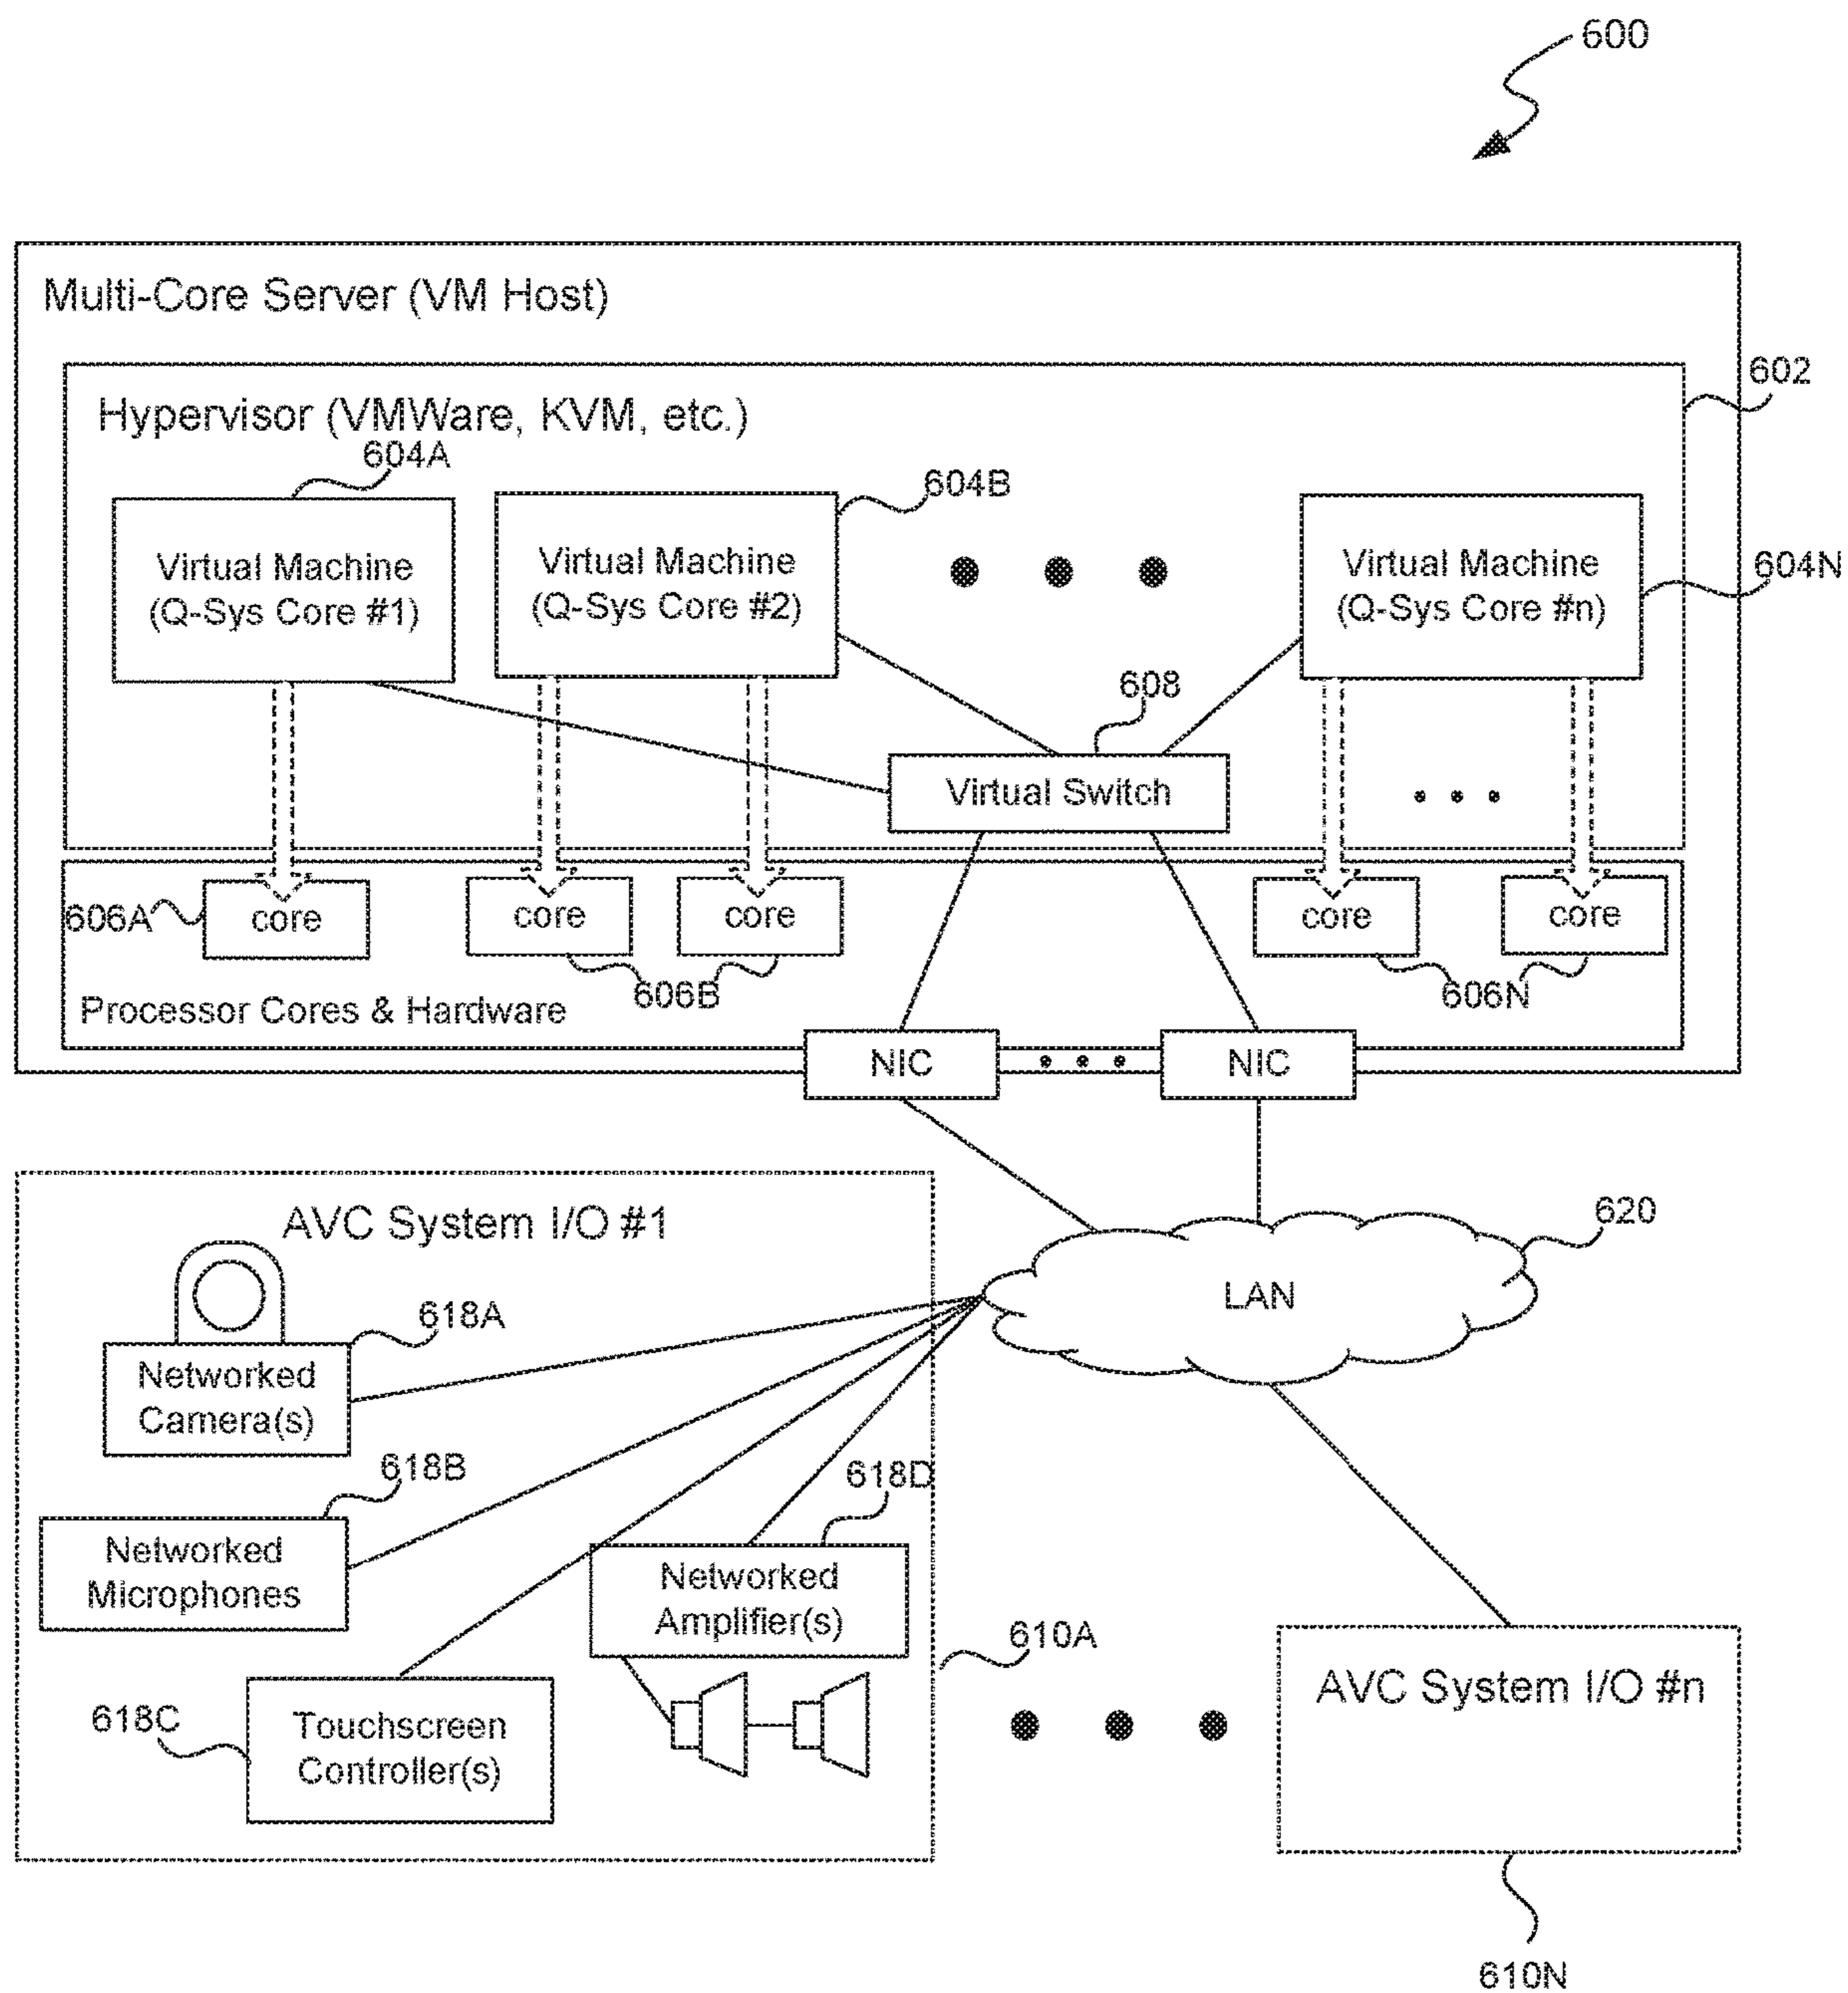 600
Multi-Core Server (VM Host)
602
Hypervisor (VMWare, KVM, etc.)
604A
604B
Virtual Machine
(Q-Sys Core #1)
Virtual Machine
(Q-Sys Core #2)
Virtual Machine
(Q-Sys Core #n)
604N
608
Virtual Switch
606A
core
core
core
core
core
606B
606N
Processor Cores & Hardware
NIC
NIC
AVC System I/O #1
620
LAN
618A
Networked
Camera(s)
618B
618D
Networked
Microphones
Networked
Amplifier(s)
610A
618C
Touchscreen
Controller(s)
AVC System I/O #n
610N